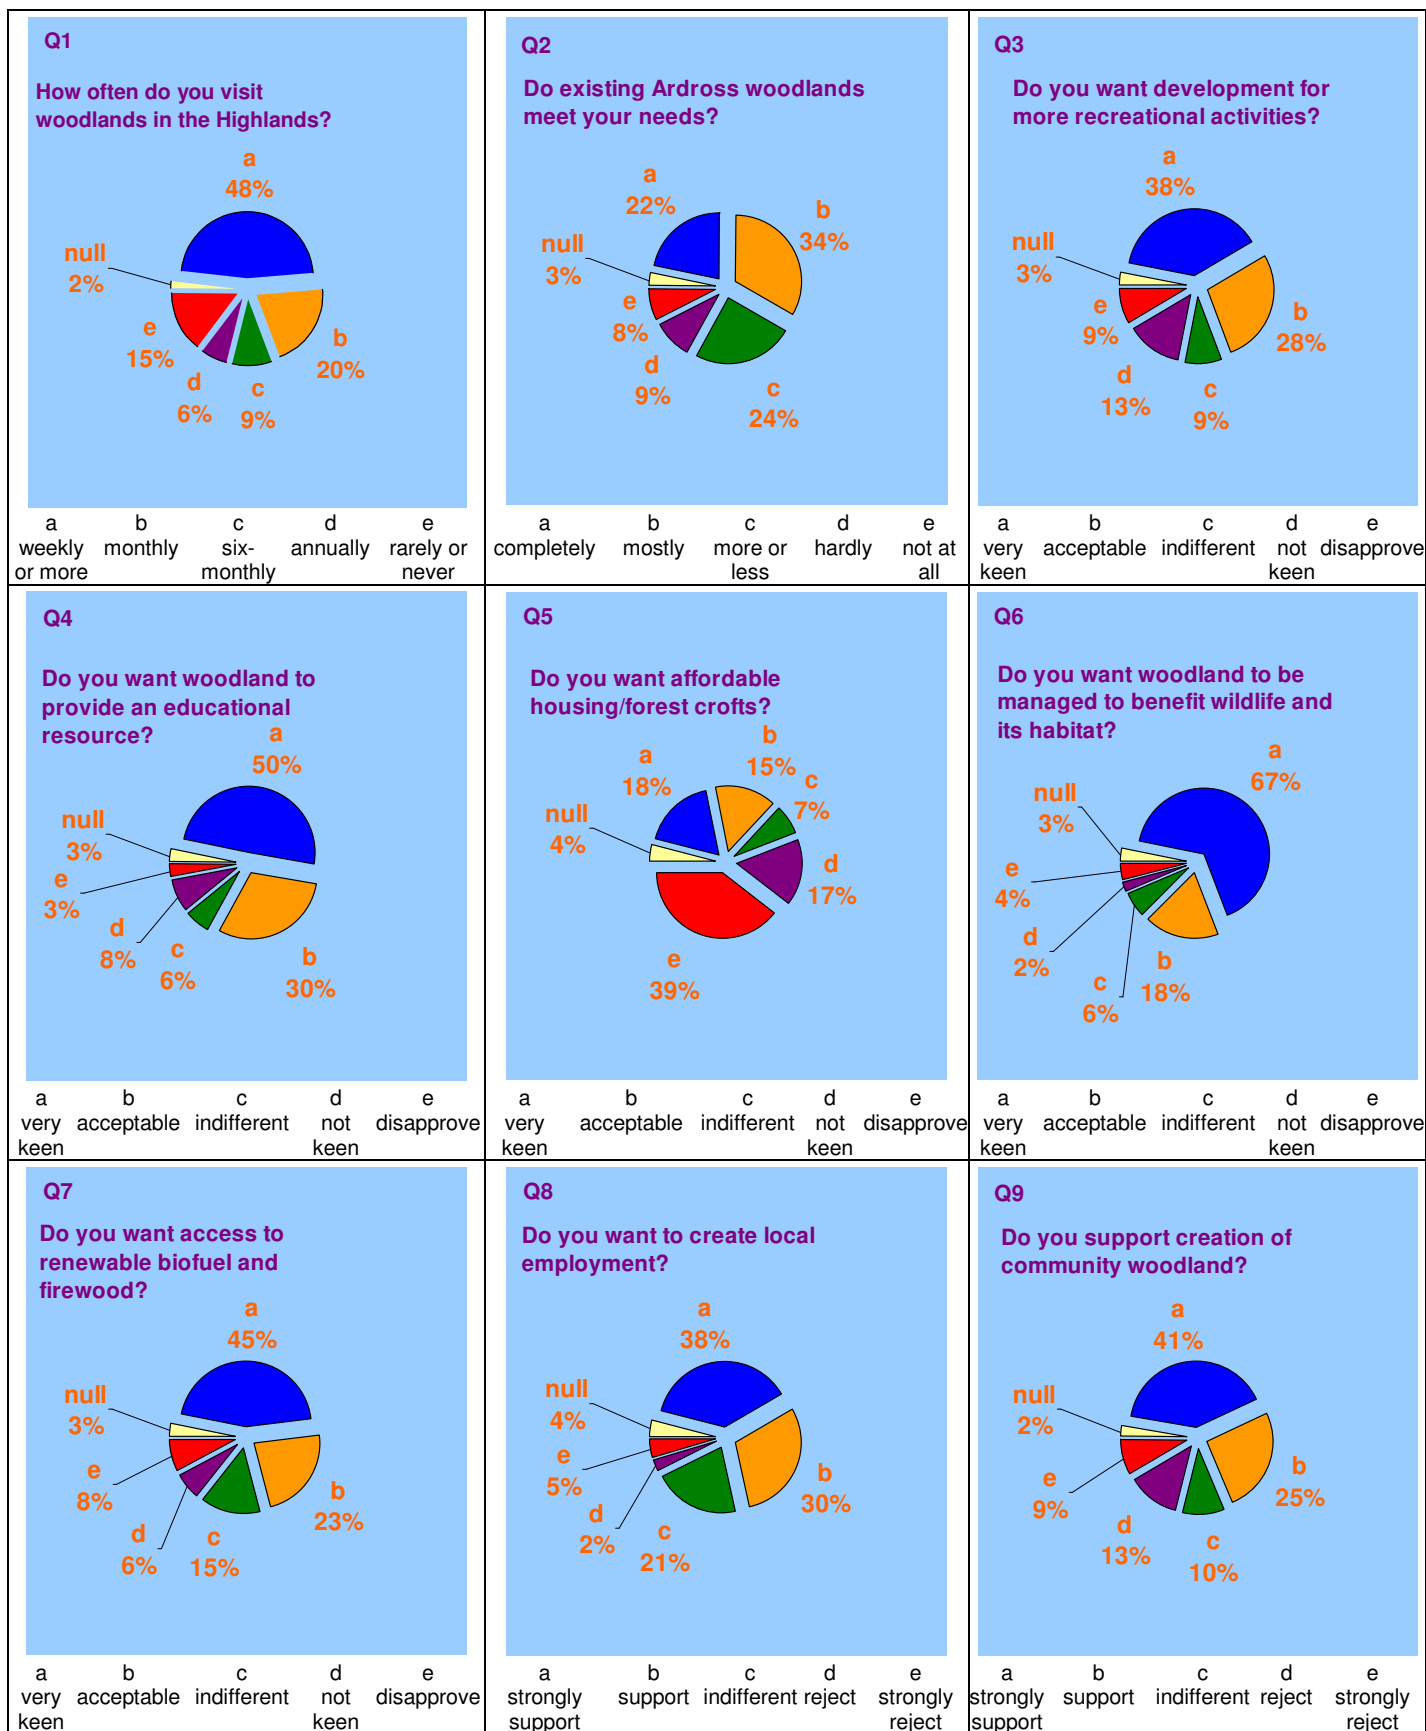 Q1
How often do you visit
woodlands in the Highlands?
a
48%
null
2%
e
15%
d
6%
c
9%
b
20%
a b c d e
weekly monthly six- annually rarely or
or more monthly never
Q2
Do existing Ardross woodlands
meet your needs?
a
22%
b
34%
null
3%
e
8%
d
9%
c
24%
a b c d e
completely mostly more or hardly not at
less all
Q3
Do you want development for
more recreational activities?
a
38%
null
3%
e
9%
d
13%
c
9%
b
28%
a b c d e
very acceptable indifferent not disapprove
keen keen
Q4
Do you want woodland to
provide an educational
resource?
a
50%
null
3%
e
3%
d
8%
c
6%
b
30%
a b c d e
very acceptable indifferent not disapprove
keen keen
Q5
Do you want affordable
housing/forest crofts?
a
18%
b
15%
c
7%
null
4%
d
17%
e
39%
a b c d e
very acceptable indifferent not disapprove
keen keen
Q6
Do you want woodland to be
managed to benefit wildlife and
its habitat?
a
67%
null
3%
e
4%
d
2%
c
6%
b
18%
a b c d e
very acceptable indifferent not disapprove
keen keen
Q7
Do you want access to
renewable biofuel and
firewood?
a
45%
null
3%
e
8%
d
6%
c
15%
b
23%
a b c d e
very acceptable indifferent not disapprove
keen keen
Q8
Do you want to create local
employment?
a
38%
null
4%
e
5%
d
2%
c
21%
b
30%
a b c d e
strongly support indifferent reject strongly
support reject
Q9
Do you support creation of
community woodland?
a
41%
null
2%
e
9%
d
13%
c
10%
b
25%
a b c d e
strongly support indifferent reject strongly
support reject